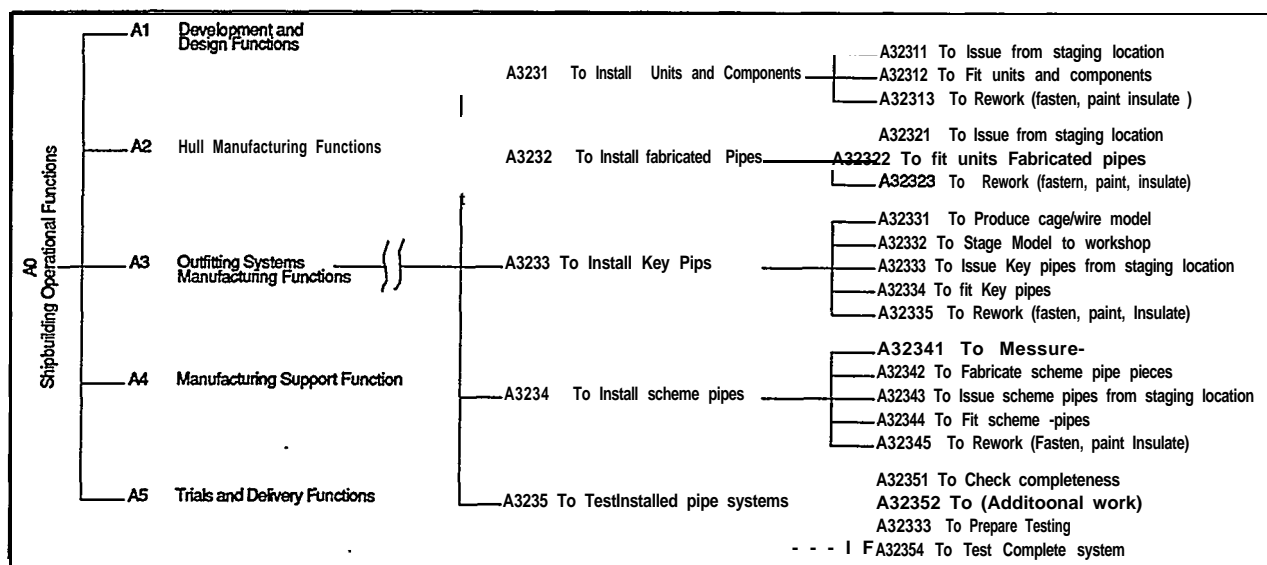 A0
Shipbuilding Operational Functions
A1 Development and
Design Functions
A2 Hull Manufacturing Functions
A3 Outfitting Systems
Manufacturing Functions
A4 Manufacturing Support Function
A5 Trials and Delivery Functions
A3231 To Install Units and Components
A32311 To Issue from staging location
A32312 To Fit units and components
A32313 To Rework (fasten, paint insulate )
A3232 To Install fabricated Pipes
A32321 To Issue from staging location
A32322 To fit units Fabricated pipes
A32323 To Rework (fastern, paint, insulate)
A3233 To Install Key Pips
A32331 To Produce cage/wire model
A32332 To Stage Model to workshop
A32333 To Issue Key pipes from staging location
A32334 To fit Key pipes
A32335 To Rework (fasten, paint, Insulate)
A3234 To Install scheme pipes
A32341 To Messure-
A32342 To Fabricate scheme pipe pieces
A32343 To Issue scheme pipes from staging location
A32344 To Fit scheme -pipes
A32345 To Rework (Fasten, paint Insulate)
A3235 To TestInstalled pipe systems
A32351 To Check completeness
A32352 To (Additoonal work)
A32333 To Prepare Testing
- - - I F A32354 To Test Complete system